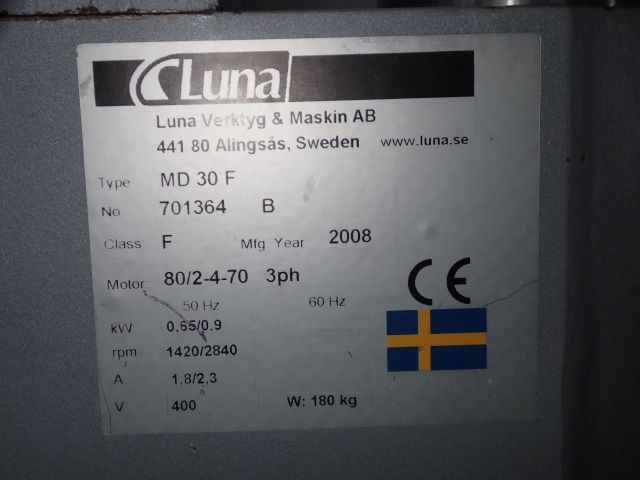 Luna
Luna Verktyg & Maskin AB
441 80 Alingsås, Sweden www.luna.se
Type MD 30 F
No 701364 B
Class: F Mfg. Year 2008
Motor: 80/2-4-70 3ph
50 Hz 60 Hz
kW 0,65/0.9
rpm 1420/2840
A 1,8/2,3
V 400 W: 180 kg
CE